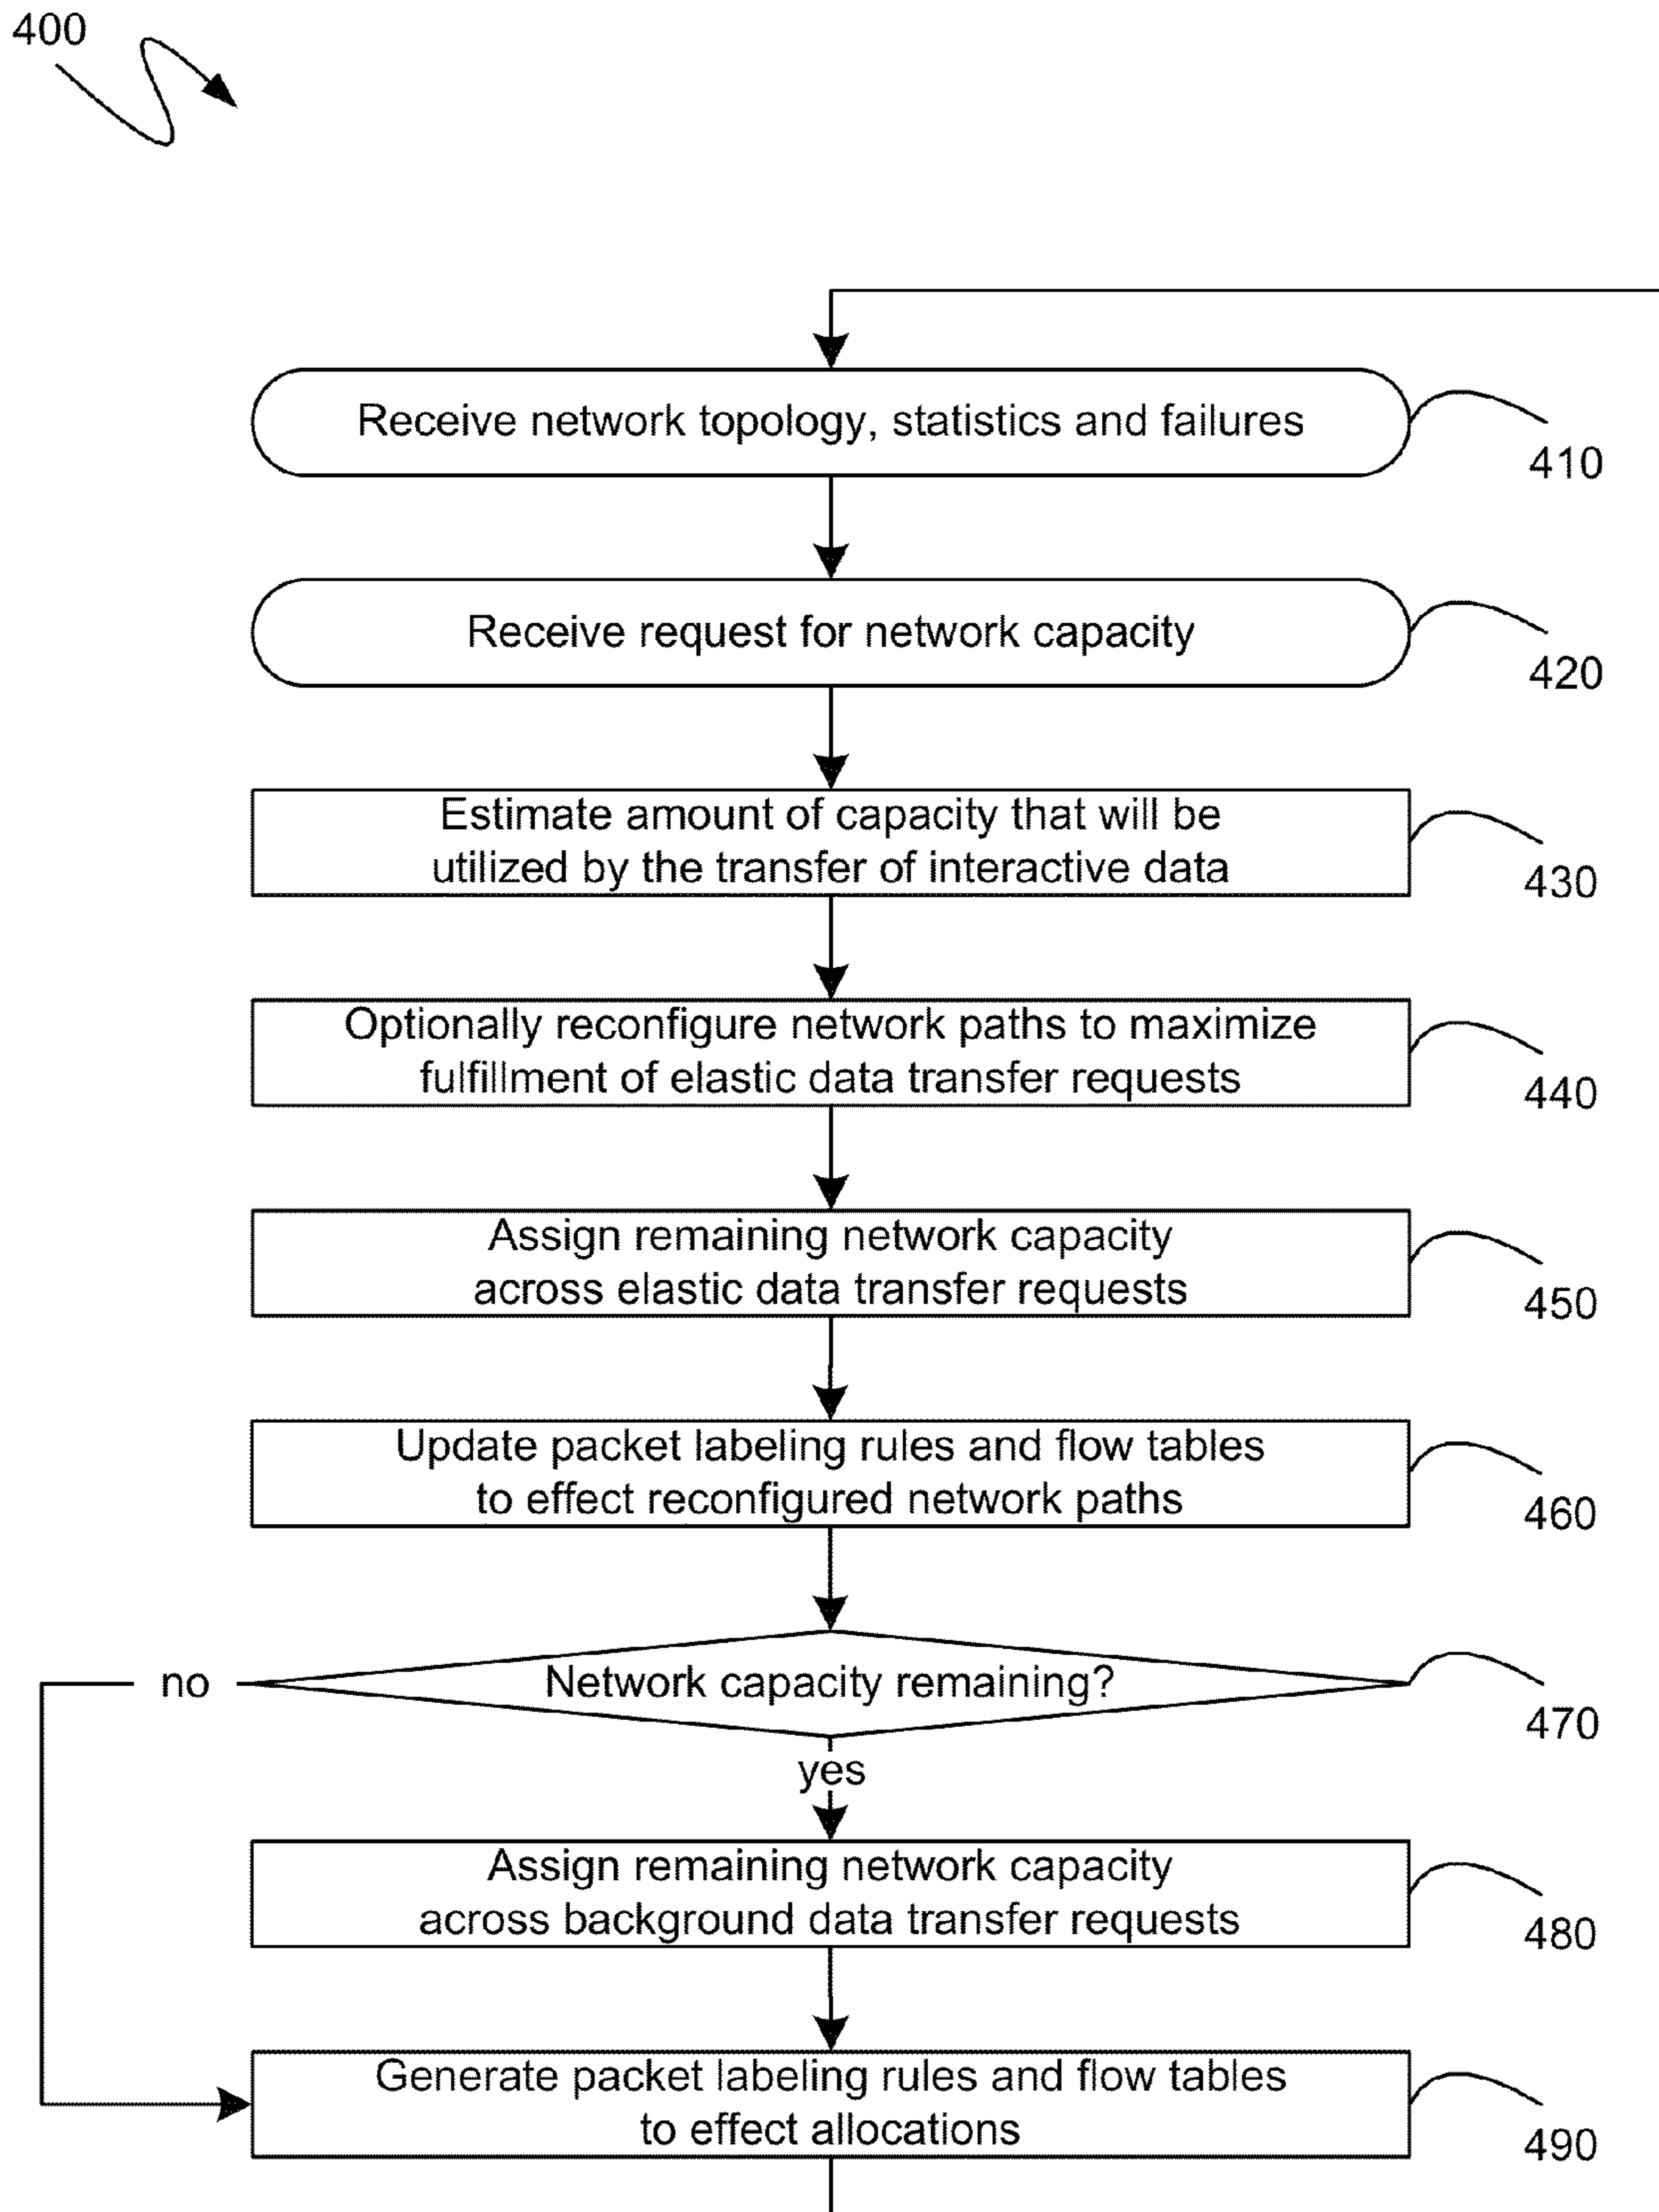 400
Receive network topology, statistics and failures
410
Receive request for network capacity
420
Estimate amount of capacity that will be
utilized by the transfer of interactive data
430
Optionally reconfigure network paths to maximize
fulfillment of elastic data transfer requests
440
Assign remaining network capacity
across elastic data transfer requests
450
Update packet labeling rules and flow tables
to effect reconfigured network paths
460
no
Network capacity remaining?
470
yes
Assign remaining network capacity
across background data transfer requests
480
Generate packet labeling rules and flow tables
to effect allocations
490